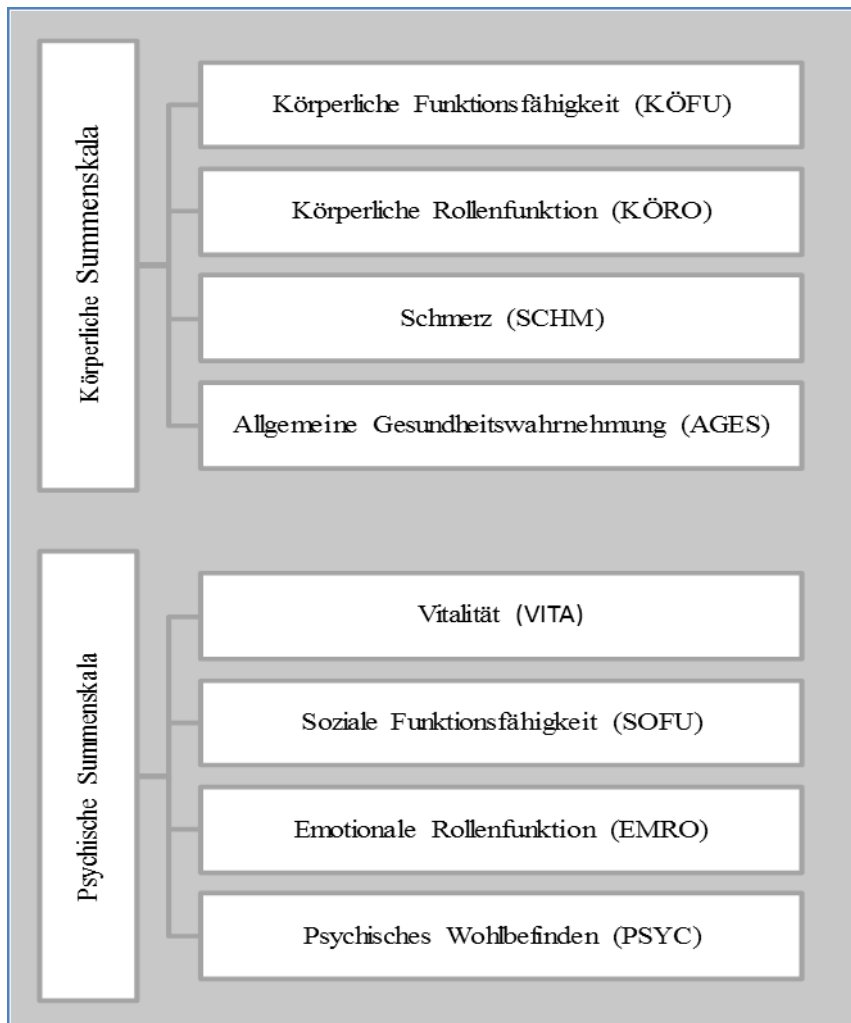 Körperliche Summenskala
Körperliche Funktionsfähigkeit (KÖFU)
Körperliche Rollenfunktion (KÖRO)
Schmerz (SCHM)
Allgemeine Gesundheitswahrnehmung (AGES)
Psychische Summenskala
Vitalität (VITA)
Soziale Funktionsfähigkeit (SOFU)
Emotionale Rollenfunktion (EMRO)
Psychisches Wohlbefinden (PSYC)